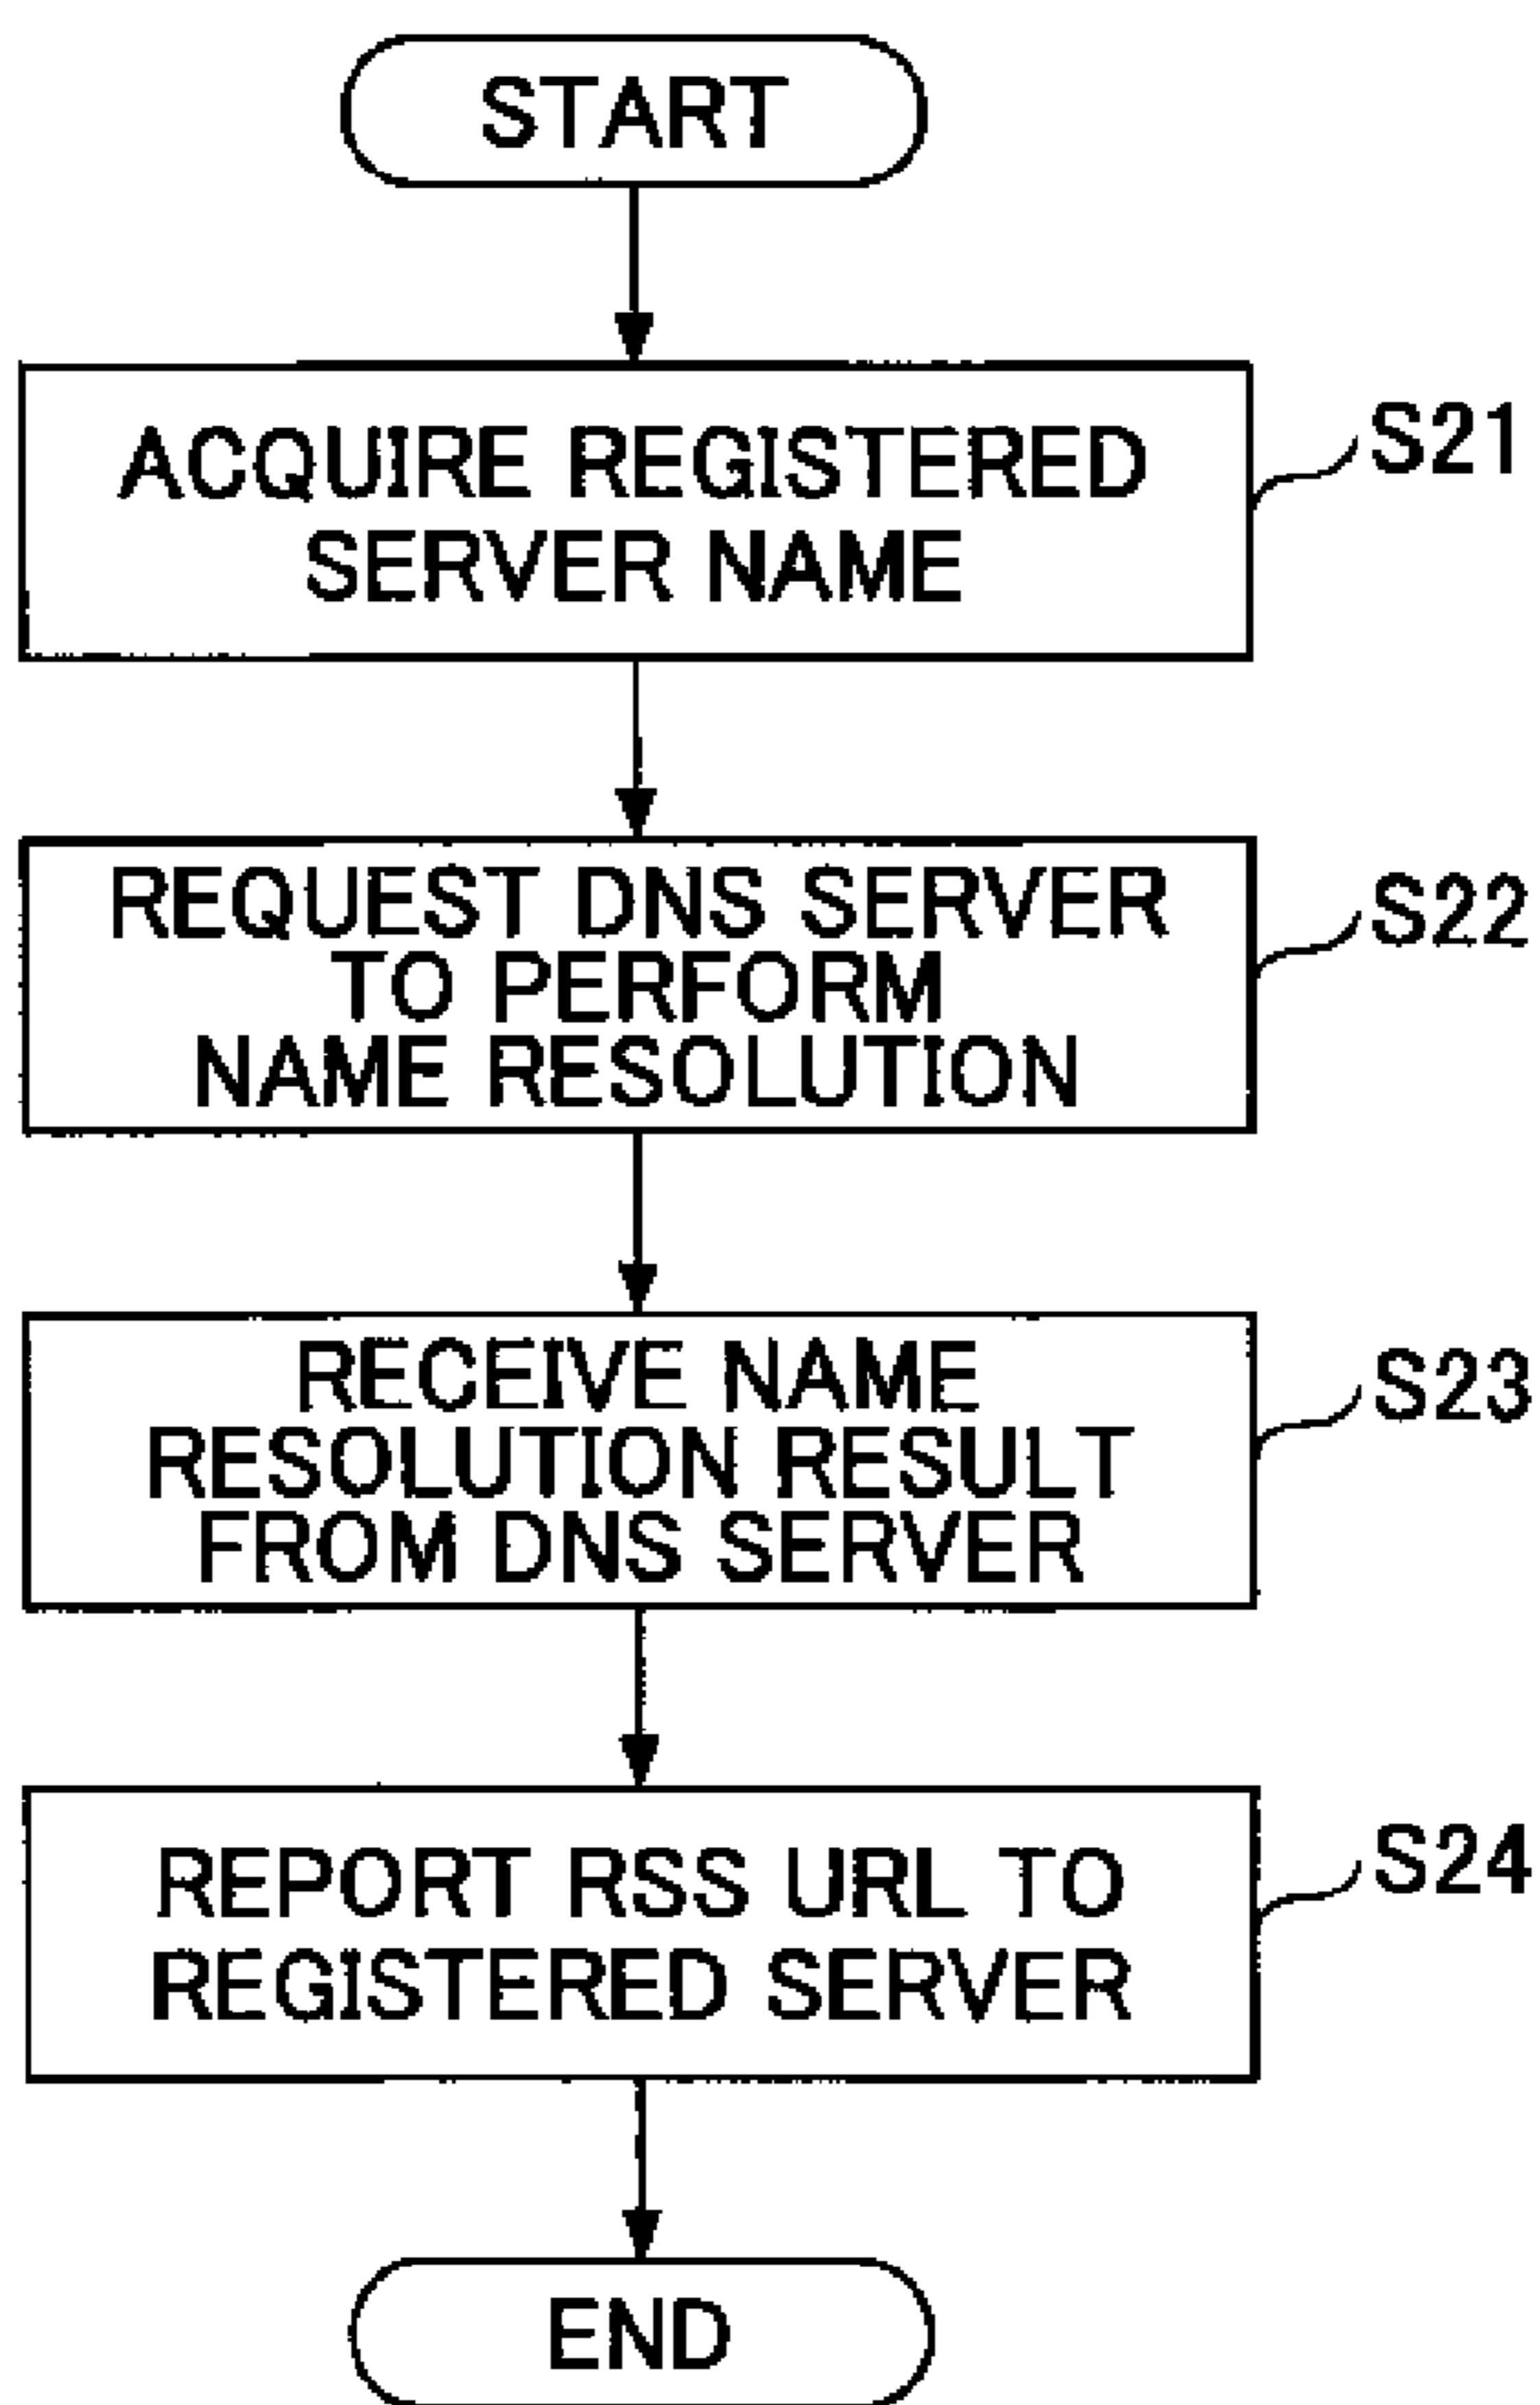 START
ACQUIRE REGISTERED
SERVER NAME
S21
REQUEST DNS SERVER
TO PERFORM
NAME RESOLUTION
S22
RECEIVE NAME
RESOLUTION RESULT
FROM DNS SERVER
S23
REPORT RSS URL TO
REGISTERED SERVER
S24
END